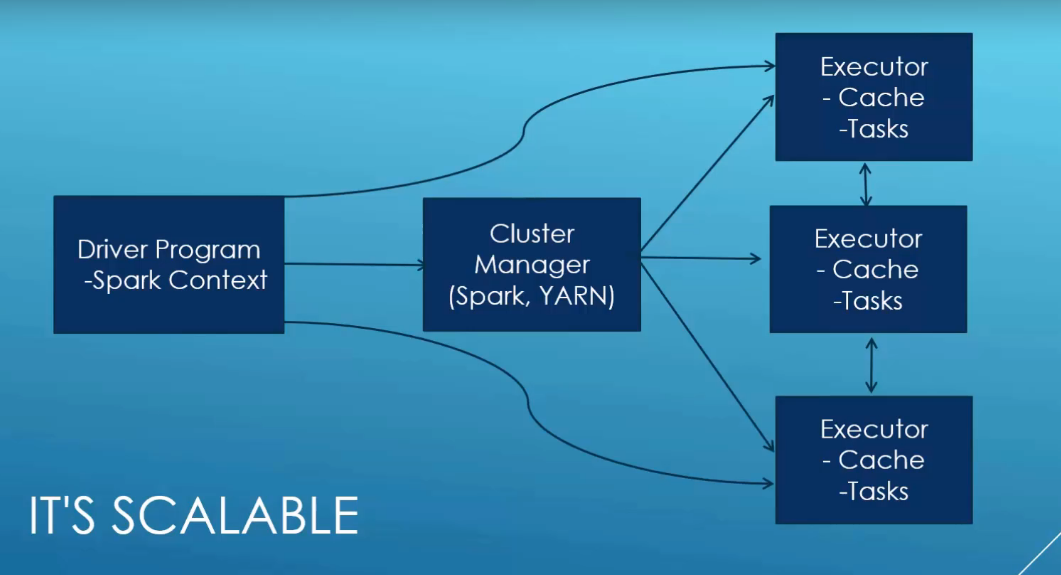 Driver Program
-Spark Context
Cluster
Manager
(Spark, YARN)
Executor
- Cache
-Tasks
Executor
- Cache
-Tasks
Executor
- Cache
-Tasks
IT'S SCALABLE